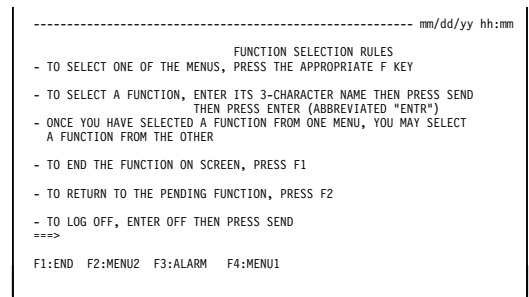 ------------------------------------------------------- mm/dd/yy hh:mm
FUNCTION SELECTION RULES
- TO SELECT ONE OF THE MENUS, PRESS THE APPROPRIATE F KEY
- TO SELECT A FUNCTION, ENTER ITS 3-CHARACTER NAME THEN PRESS SEND
THEN PRESS ENTER (ABBREVIATED "ENTR")
- ONCE YOU HAVE SELECTED A FUNCTION FROM ONE MENU, YOU MAY SELECT
A FUNCTION FROM THE OTHER
- TO END THE FUNCTION ON SCREEN, PRESS F1
- TO RETURN TO THE PENDING FUNCTION, PRESS F2
- TO LOG OFF, ENTER OFF THEN PRESS SEND
===>
F1:END F2:MENU2 F3:ALARM F4:MENU1